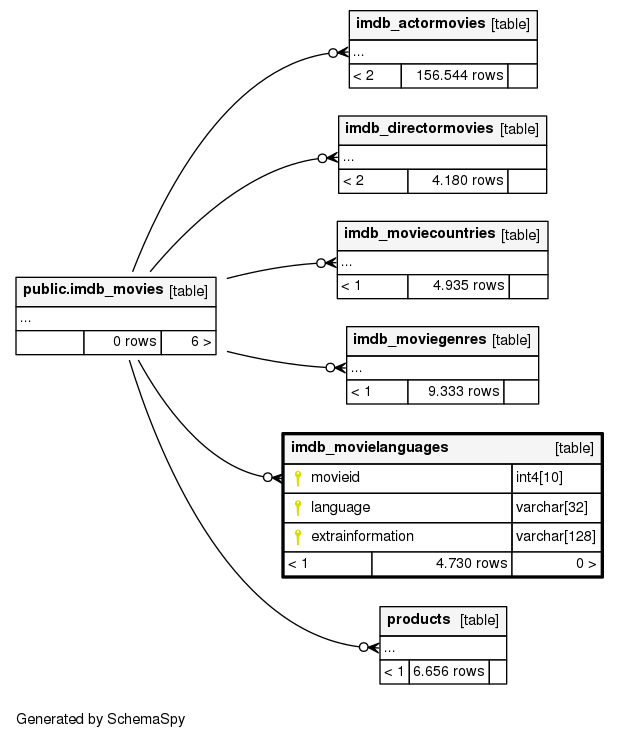 imdb_actormovies [table]
...
< 2 156.544 rows
imdb_directormovies [table]
...
< 2 4.180 rows
imdb_moviecountries [table]
...
< 1 4.935 rows
public.imdb_movies [table]
...
0 rows 6 >
imdb_moviegenres [table]
...
< 1 9.333 rows
imdb_movielanguages [table]
movieid int4[10]
language varchar[32]
extrainformation varchar[128]
< 1 4.730 rows 0 >
products [table]
...
< 1 6.656 rows
Generated by SchemaSpy